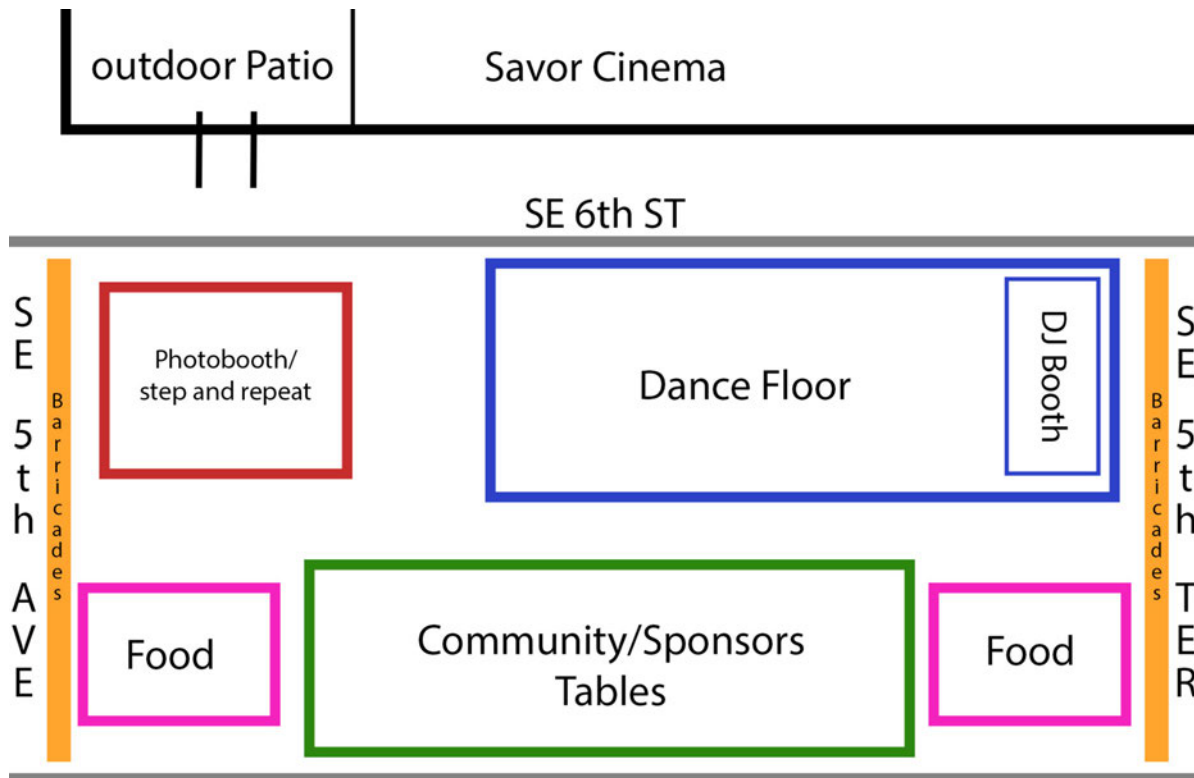 outdoor Patio
Savor Cinema
SE 6th ST
SE 5th AVE
Barricades
Photobooth/
step and repeat
Dance Floor
DJ Booth
Barricades
SE 5th TER
Food
Community/Sponsors
Tables
Food